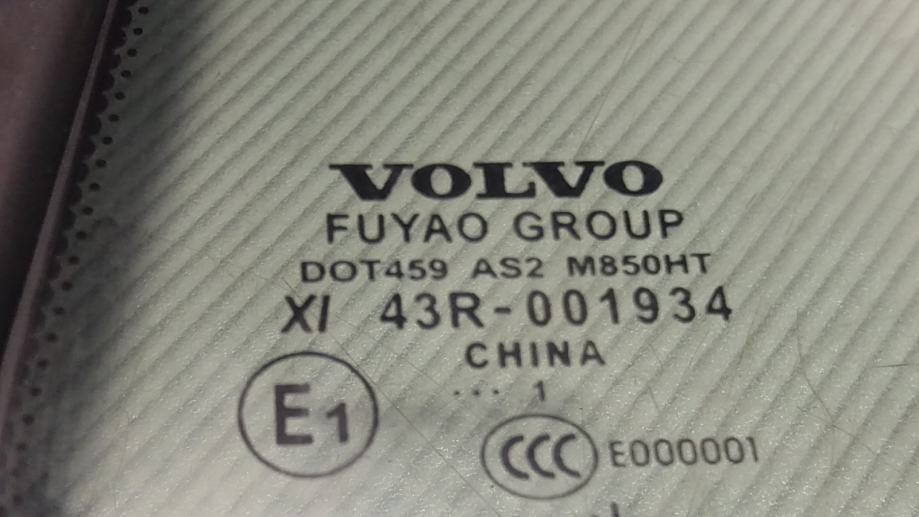 VOLVO
FUYAO GROUP
DOT459 AS2 M850HT
XI 43R-001934
CHINA
... 1
E1
CCC E000001